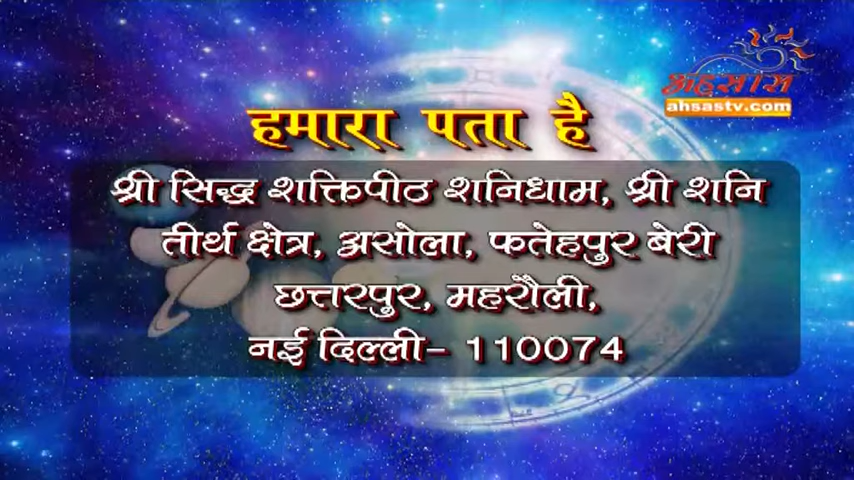 अहसास
ahsastv.com
हमारा पता है
श्री सिद्ध शक्तिपीठ शनिधाम, श्री शनि
तीर्थ क्षेत्र, असोला, फतेहपुर बेरी
छत्तरपुर, महरौली,
नई दिल्ली- 110074